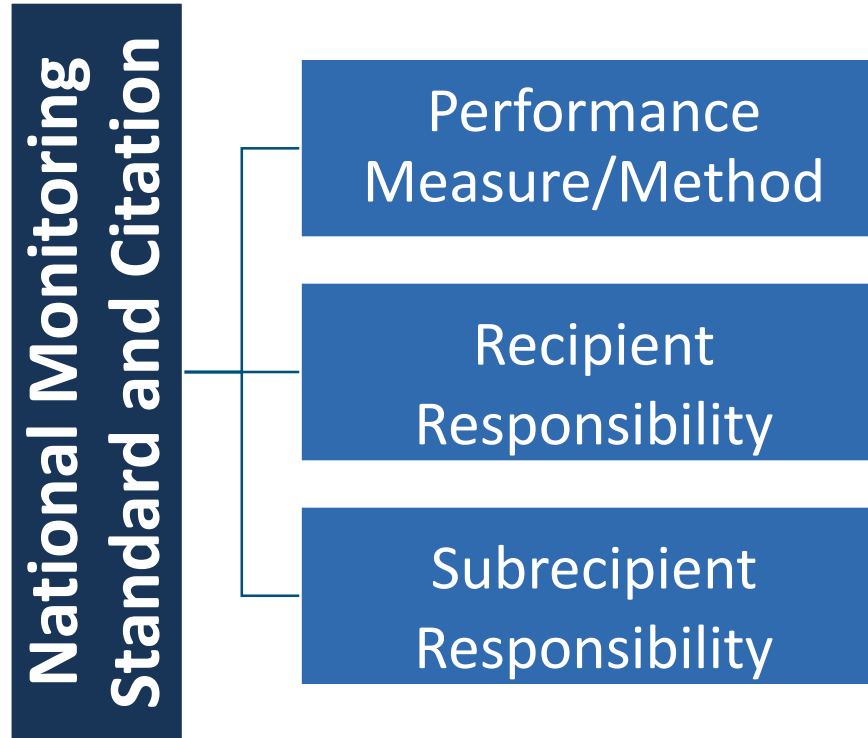 National Monitoring
Standard and Citation
Performance
Measure/Method
Recipient
Responsibility
Subrecipient
Responsibility